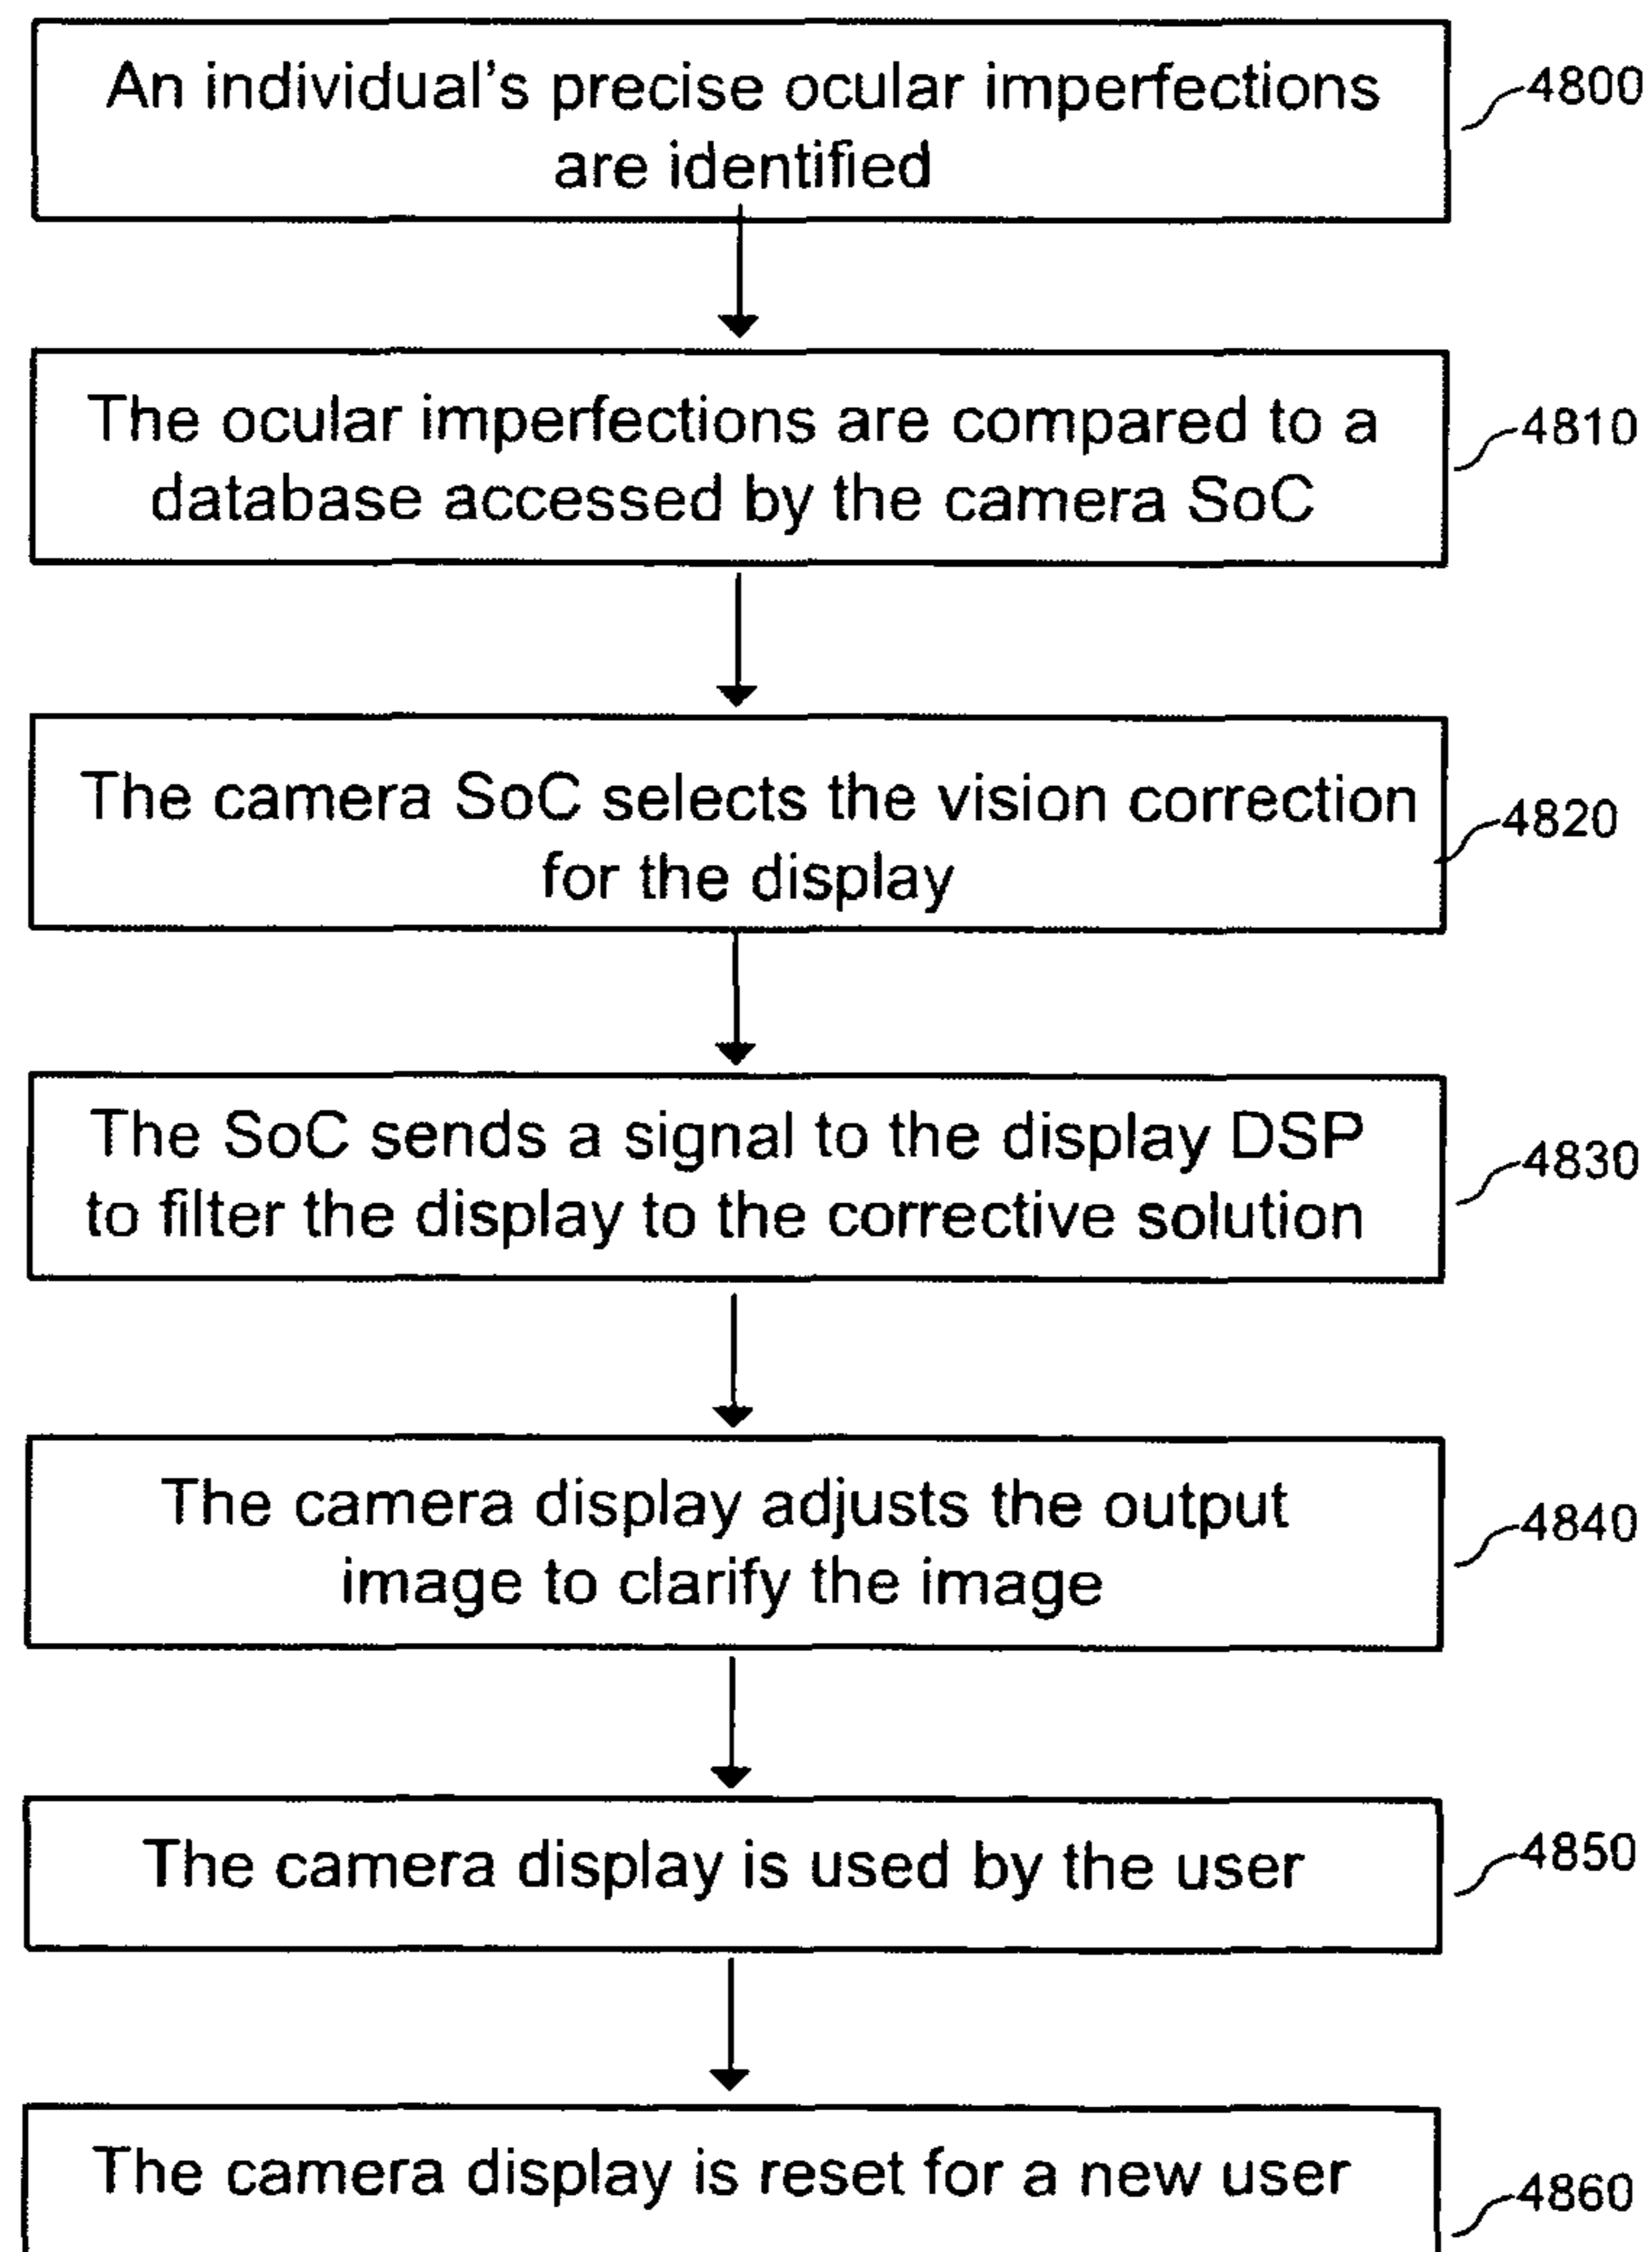 An individual's precise ocular imperfections
are identified
4800
The ocular imperfections are compared to a
database accessed by the camera SoC
4810
The camera SoC selects the vision correction
for the display
4820
The SoC sends a signal to the display DSP
to filter the display to the corrective solution
4830
The camera display adjusts the output
image to clarify the image
4840
The camera display is used by the user
4850
The camera display is reset for a new user
4860